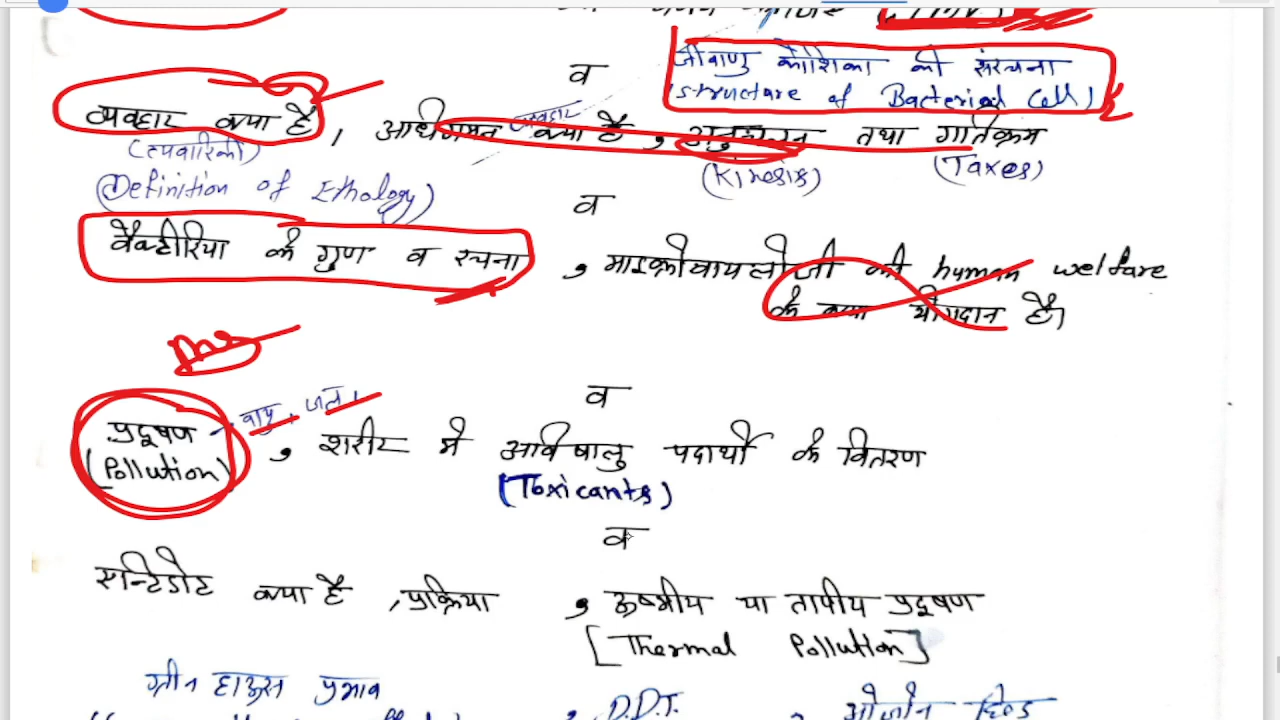 जीवाणु कोशिका की संरचना
व
(structure of Bacterial Cell)
व्यवहार क्या है, अधिगमन व्यवहार क्या है, अनुचलन तथा गतिक्रम
(Kinesis) (Taxes)
(Definition of Ethology)
व
बैक्टीरिया के गुण व रचना, माइक्रोबायलोजी की human welfare
के क्या योगदान है।
व
वायु, जल,
प्रदूषण, शरीर में आविषालु पदार्थो के वितरण
(Pollution)
(Toxicants)
व
एन्टिडोट क्या है, प्रक्रिया, ऊष्मीय या तापीय प्रदूषण
[Thermal Pollution]
ग्रीन हाऊस प्रभाव, D.D.T.